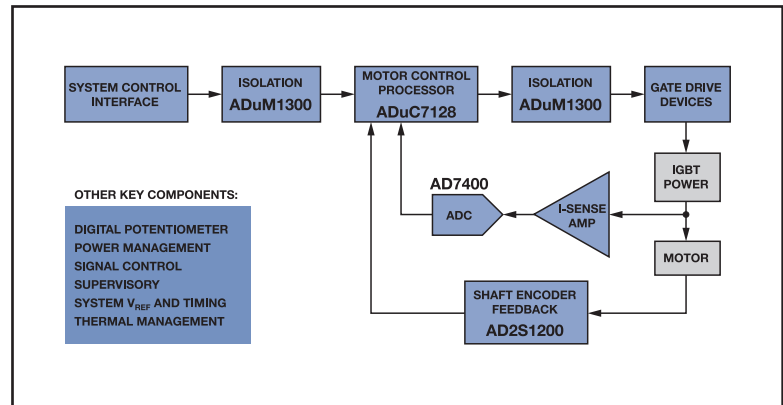 SYSTEM CONTROL
INTERFACE
ISOLATION
ADuM1300
MOTOR CONTROL
PROCESSOR
ADuC7128
ISOLATION
ADuM1300
GATE DRIVE
DEVICES
IGBT
POWER
AD7400
ADC
I-SENSE
AMP
MOTOR
SHAFT ENCODER
FEEDBACK
AD2S1200
OTHER KEY COMPONENTS:
DIGITAL POTENTIOMETER
POWER MANAGEMENT
SIGNAL CONTROL
SUPERVISORY
SYSTEM VREF AND TIMING
THERMAL MANAGEMENT